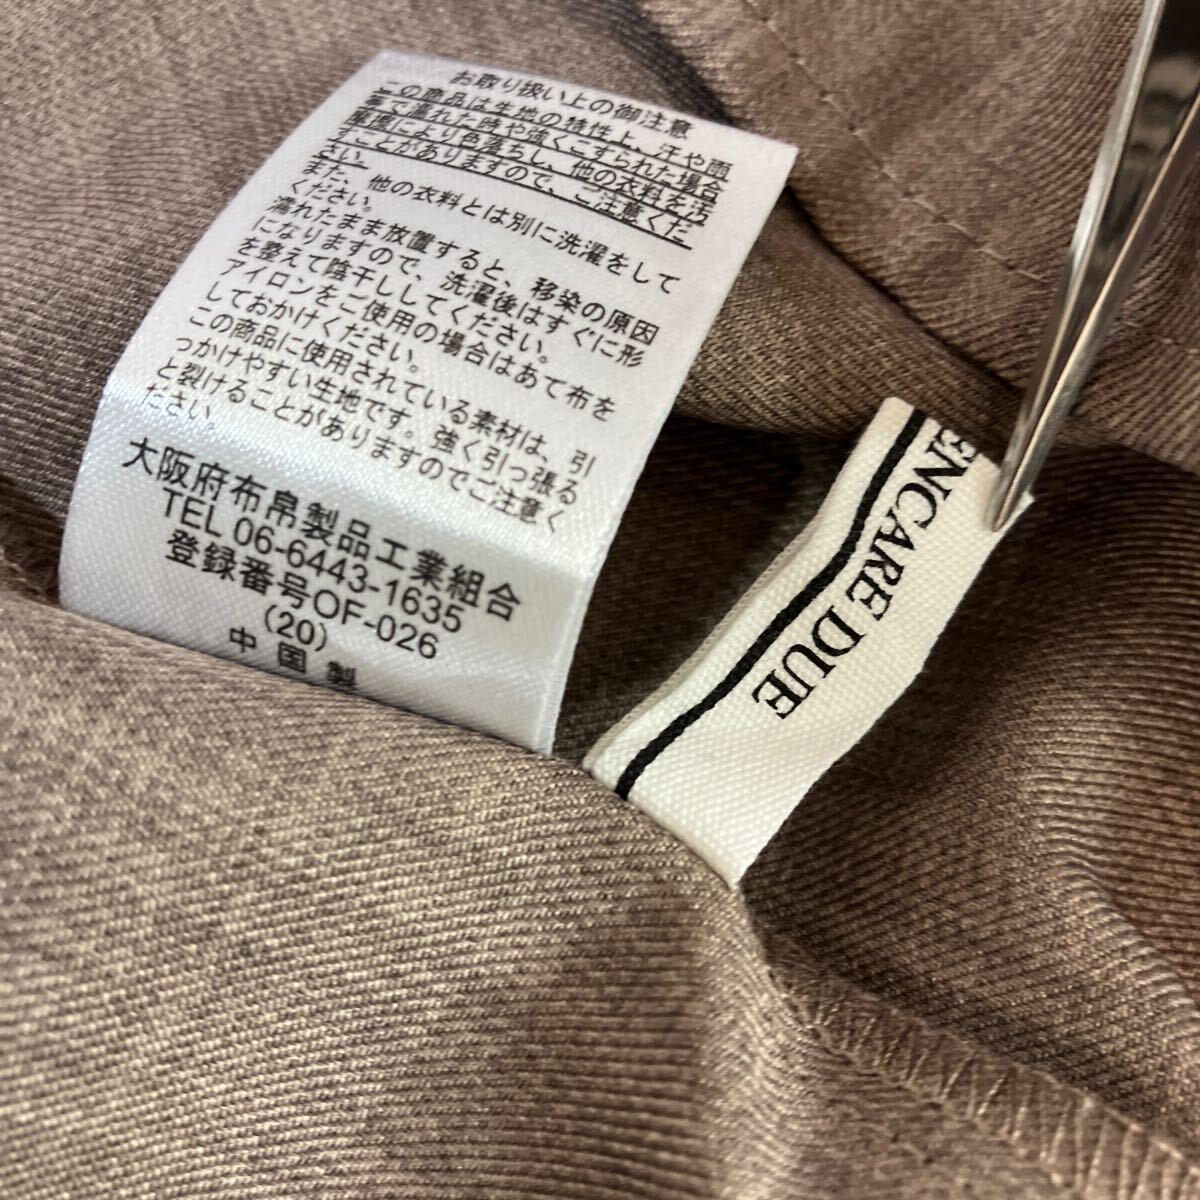 お取り扱い上の御注意
この商品は生地の特性上、汗や雨
等で濡れた時や強くこすられた場合
摩擦により色落ちし、他の衣料を汚
すことがありますので、ご注意くだ
さい。
また、他の衣料とは別に洗濯をして
ください。
濡れたまま放置すると、移染の原因
になりますので、洗濯後はすぐに形
を整えて陰干ししてください。
アイロンをご使用の場合はあて布を
しておかけください。
この商品に使用されている素材は、引
っかけやすい生地です。強く引っ張る
と裂けることがありますのでご注意く
ださい。
大阪府布帛製品工業組合
TEL 06-6443-1635
登録番号OF-026
(20)
中国製
ENCARE DUE